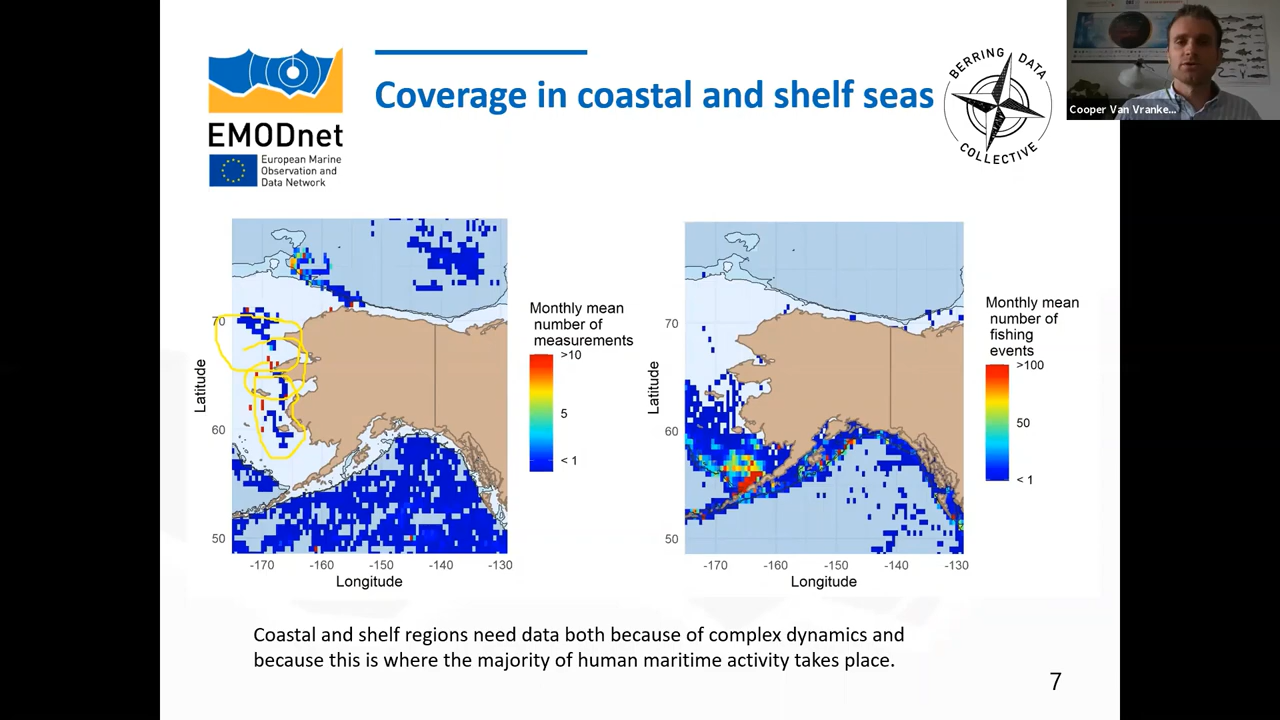 Coverage in coastal and shelf seas
EMODnet
European Marine
Observation and
Data Network
BERRING DATA
COLLECTIVE
Cooper Van Vranke...
Monthly mean
number of
measurements
>10
5
< 1
Latitude
70
60
50
-170
-160
-150
-140
-130
Longitude
Monthly mean
number of
fishing
events
>100
50
< 1
Latitude
70
60
50
-170
-160
-150
-140
-130
Longitude
Coastal and shelf regions need data both because of complex dynamics and
because this is where the majority of human maritime activity takes place.
7